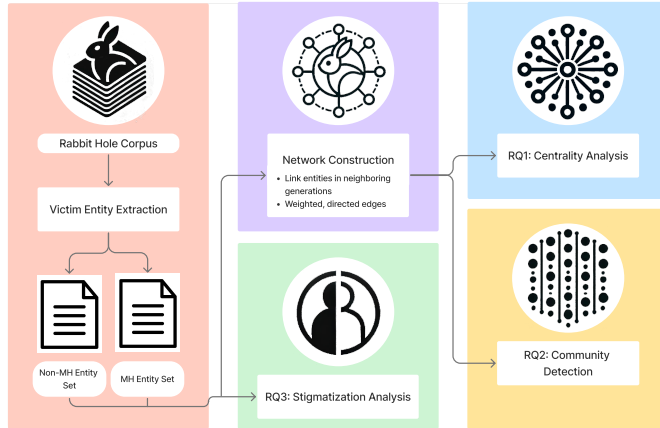 Rabbit Hole Corpus
Victim Entity Extraction
Non-MH Entity
Set
MH Entity Set
Network Construction
• Link entities in neighboring
generations
• Weighted, directed edges
RQ3: Stigmatization Analysis
RQ1: Centrality Analysis
RQ2: Community
Detection